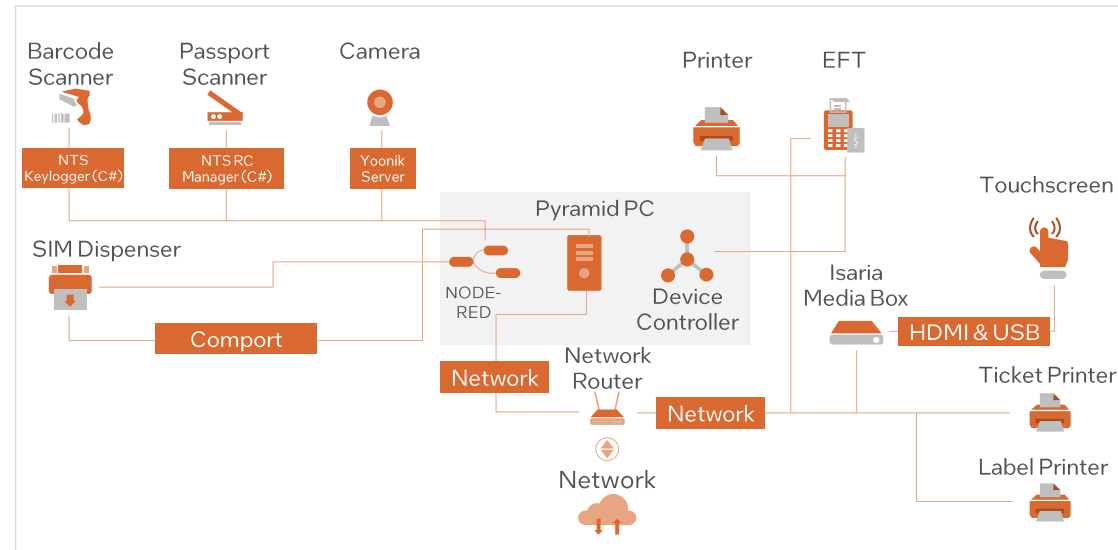 Barcode
Scanner
Passport
Scanner
Camera
Printer
EFT
NTS
Keylogger (C#)
NTS RC
Manager (C#)
Yoonik
Server
Touchscreen
Pyramid PC
SIM Dispenser
NODE-
RED
Device
Controller
Isaria
Media Box
Comport
HDMI & USB
Network
Network
Router
Network
Ticket Printer
Label Printer
Network
$